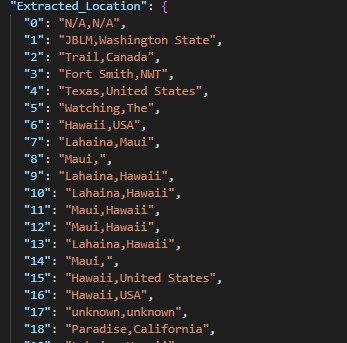 "Extracted_Location": {
"0": "N/A,N/A",
"1": "JBLM,Washington State",
"2": "Trail,Canada",
"3": "Fort Smith,NWT",
"4": "Texas,United States",
"5": "Watching,The",
"6": "Hawaii,USA",
"7": "Lahaina,Maui",
"8": "Maui,",
"9": "Lahaina,Hawaii",
"10": "Lahaina,Hawaii",
"11": "Maui,Hawaii",
"12": "Maui,Hawaii",
"13": "Lahaina,Hawaii",
"14": "Maui,",
"15": "Hawaii,United States",
"16": "Hawaii,USA",
"17": "unknown,unknown",
"18": "Paradise,California",